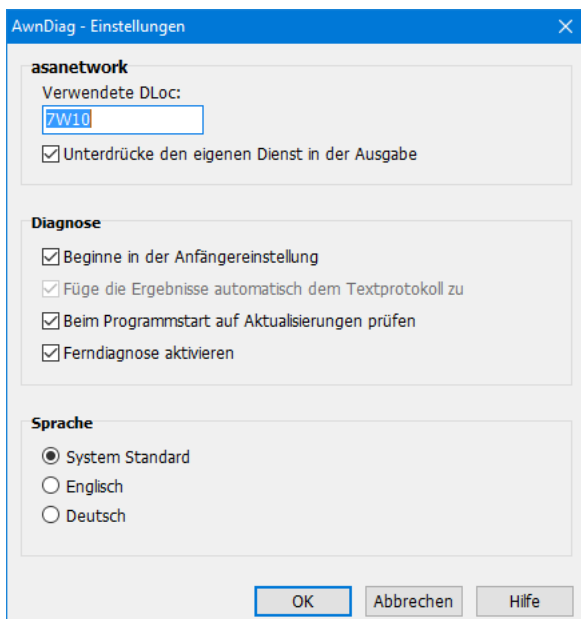 AwnDiag - Einstellungen
asanetwork
Verwendete DLoc:
7W10
Unterdrücke den eigenen Dienst in der Ausgabe
Diagnose
Beginne in der Anfängereinstellung
Füge die Ergebnisse automatisch dem Textprotokoll zu
Beim Programmstart auf Aktualisierungen prüfen
Ferndiagnose aktivieren
Sprache
System Standard
Englisch
Deutsch
OK Abbrechen Hilfe